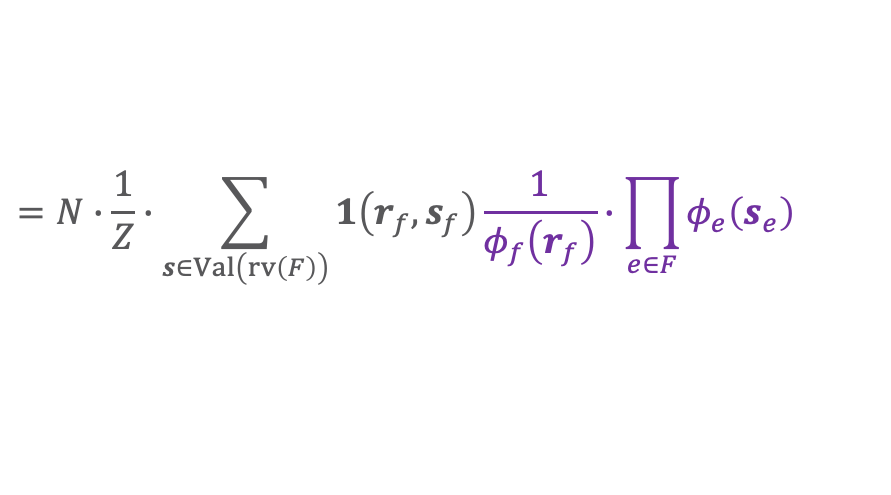 = N · 1/Z · ∑_{s∈Val(rv(F))} 1(r_f, s_f) 1/ϕ_f(r_f) · ∏_{e∈F} ϕ_e(s_e)